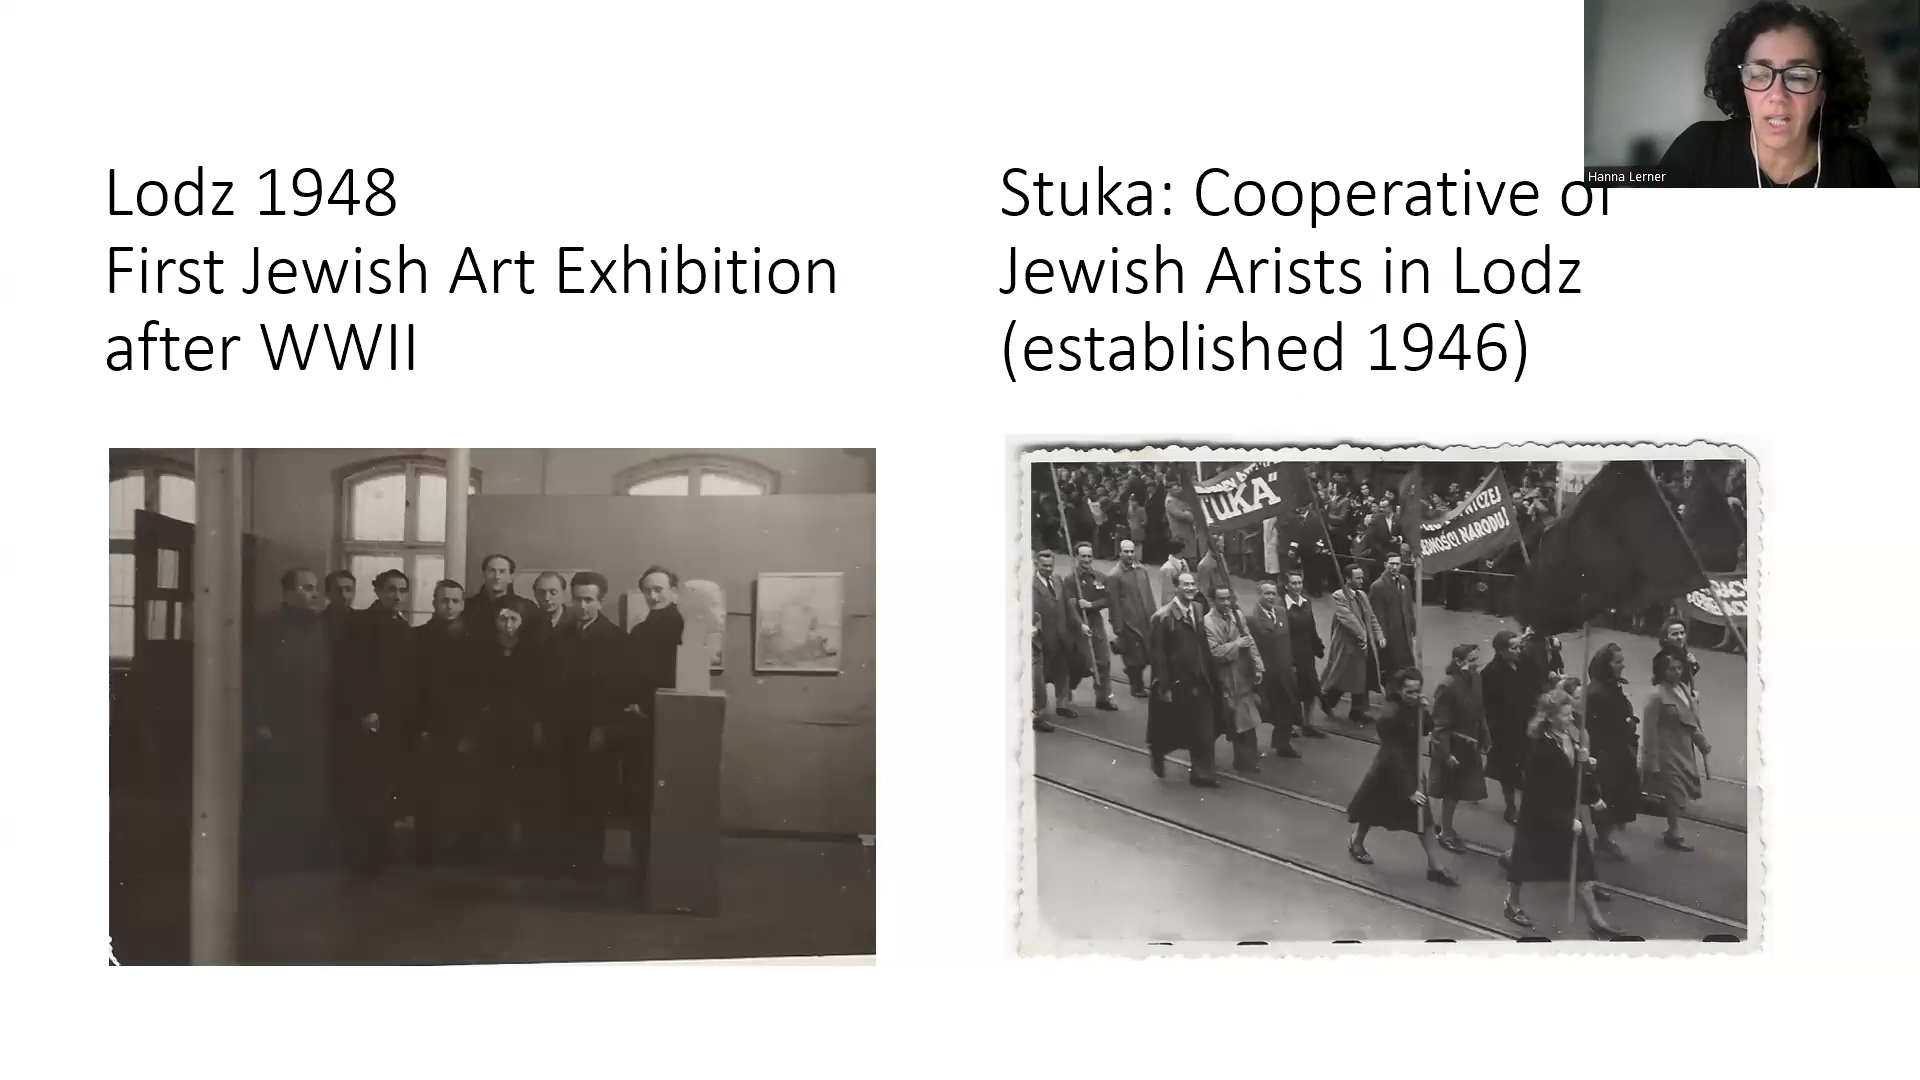 Lodz 1948
First Jewish Art Exhibition
after WWII
Stuka: Cooperative of
Jewish Arists in Lodz
(established 1946)
Hanna Lerner
TUKA"
NICZEJ
NARODU!